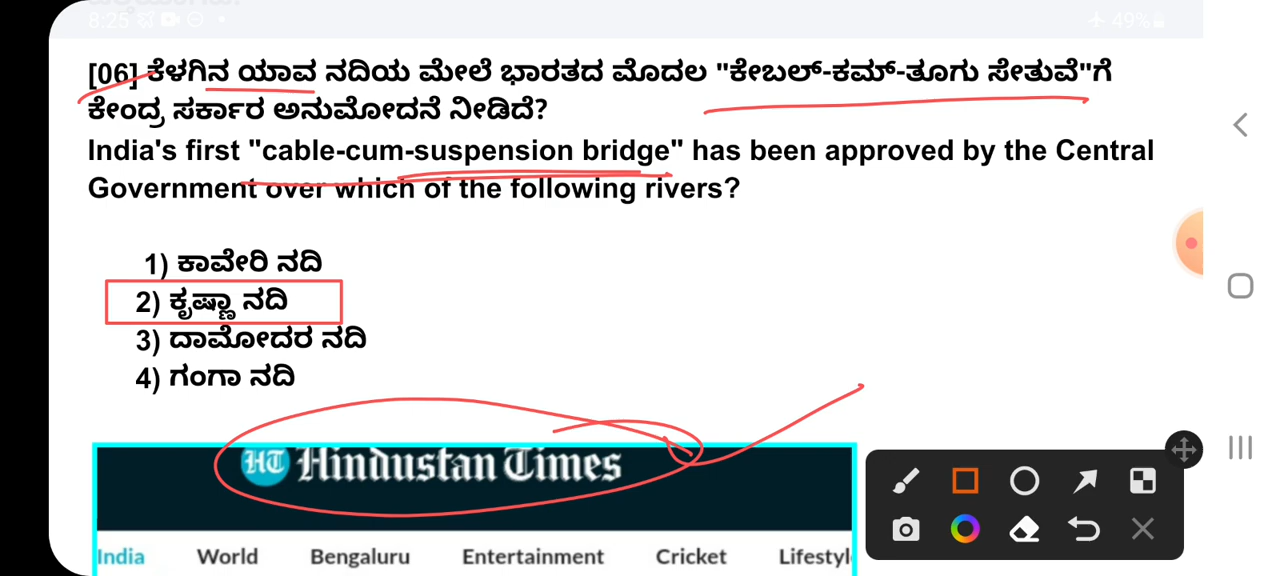 8:25
49%
[06] ಕೆಳಗಿನ ಯಾವ ನದಿಯ ಮೇಲೆ ಭಾರತದ ಮೊದಲ "ಕೇಬಲ್-ಕಮ್-ತೂಗು ಸೇತುವೆ"ಗೆ
ಕೇಂದ್ರ ಸರ್ಕಾರ ಅನುಮೋದನೆ ನೀಡಿದೆ?
India's first "cable-cum-suspension bridge" has been approved by the Central
Government over which of the following rivers?
1) ಕಾವೇರಿ ನದಿ
2) ಕೃಷ್ಣಾ ನದಿ
3) ದಾಮೋದರ ನದಿ
4) ಗಂಗಾ ನದಿ
HT Hindustan Times
India World Bengaluru Entertainment Cricket Lifestyl